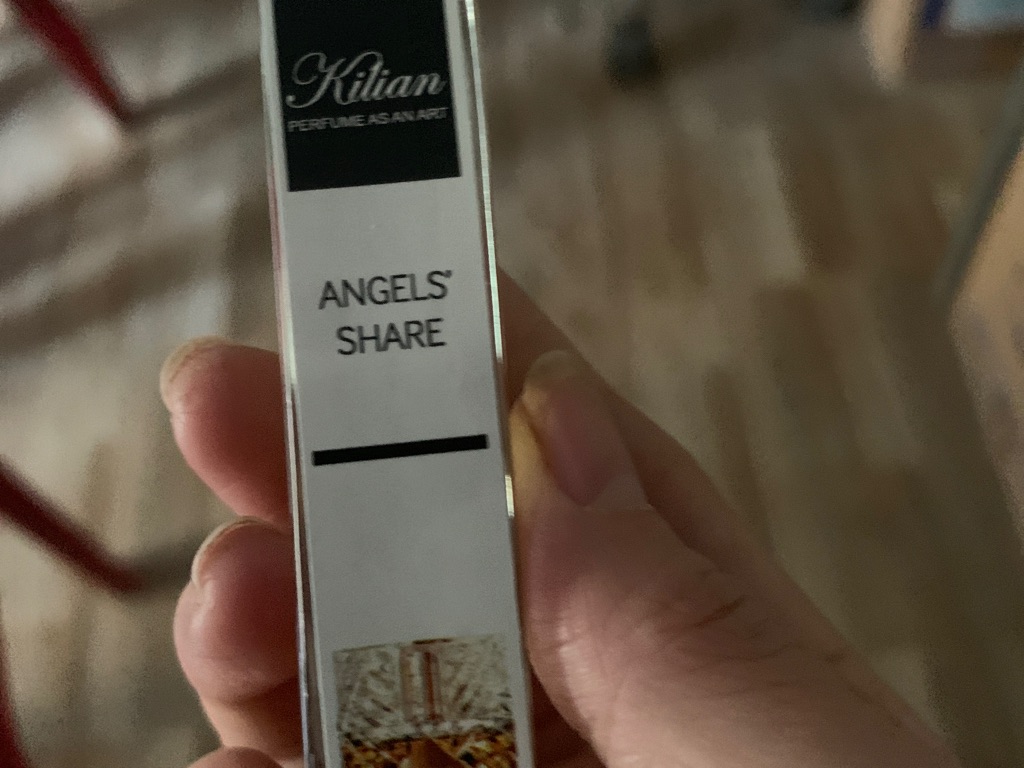 Kilian
PERFUME AS AN ART
ANGELS'
SHARE